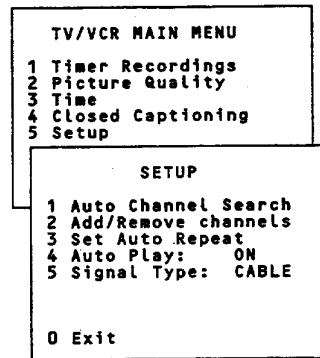 TV/VCR MAIN MENU
1 Timer Recordings
2 Picture Quality
3 Time
4 Closed Captioning
5 Setup
SETUP
1 Auto Channel Search
2 Add/Remove channels
3 Set Auto Repeat
4 Auto Play: ON
5 Signal Type: CABLE
0 Exit